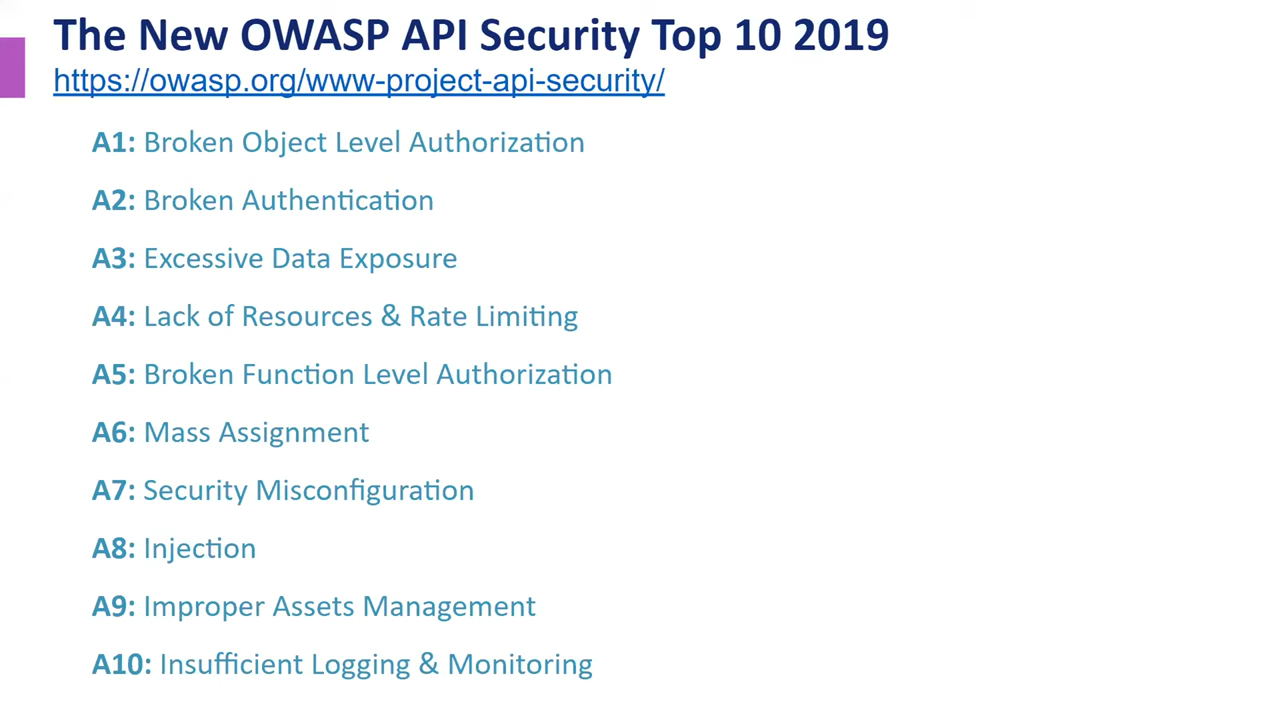 The New OWASP API Security Top 10 2019
https://owasp.org/www-project-api-security/
A1: Broken Object Level Authorization
A2: Broken Authentication
A3: Excessive Data Exposure
A4: Lack of Resources & Rate Limiting
A5: Broken Function Level Authorization
A6: Mass Assignment
A7: Security Misconfiguration
A8: Injection
A9: Improper Assets Management
A10: Insufficient Logging & Monitoring